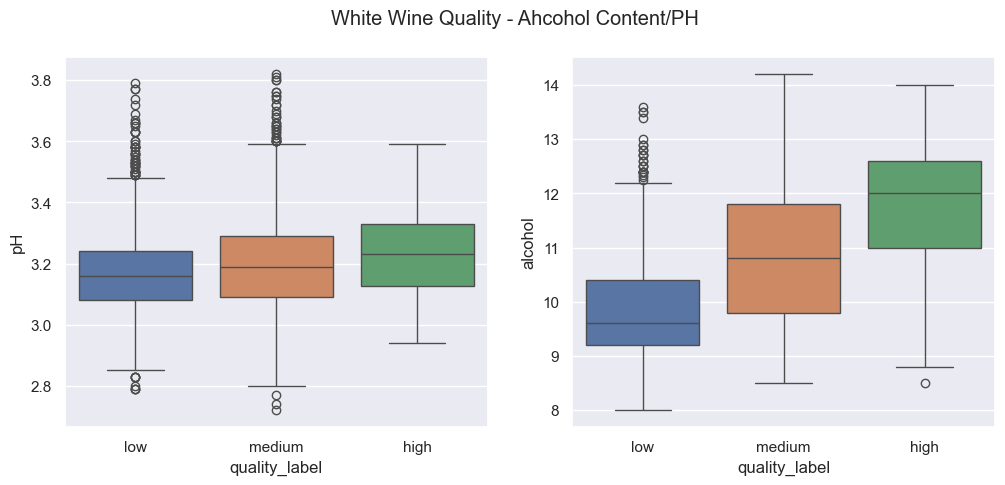 White Wine Quality - Ahcohol Content/PH
pH
3.8
3.6
3.4
3.2
3.0
2.8
low medium high
quality_label
alcohol
14
13
12
11
10
9
8
low medium high
quality_label